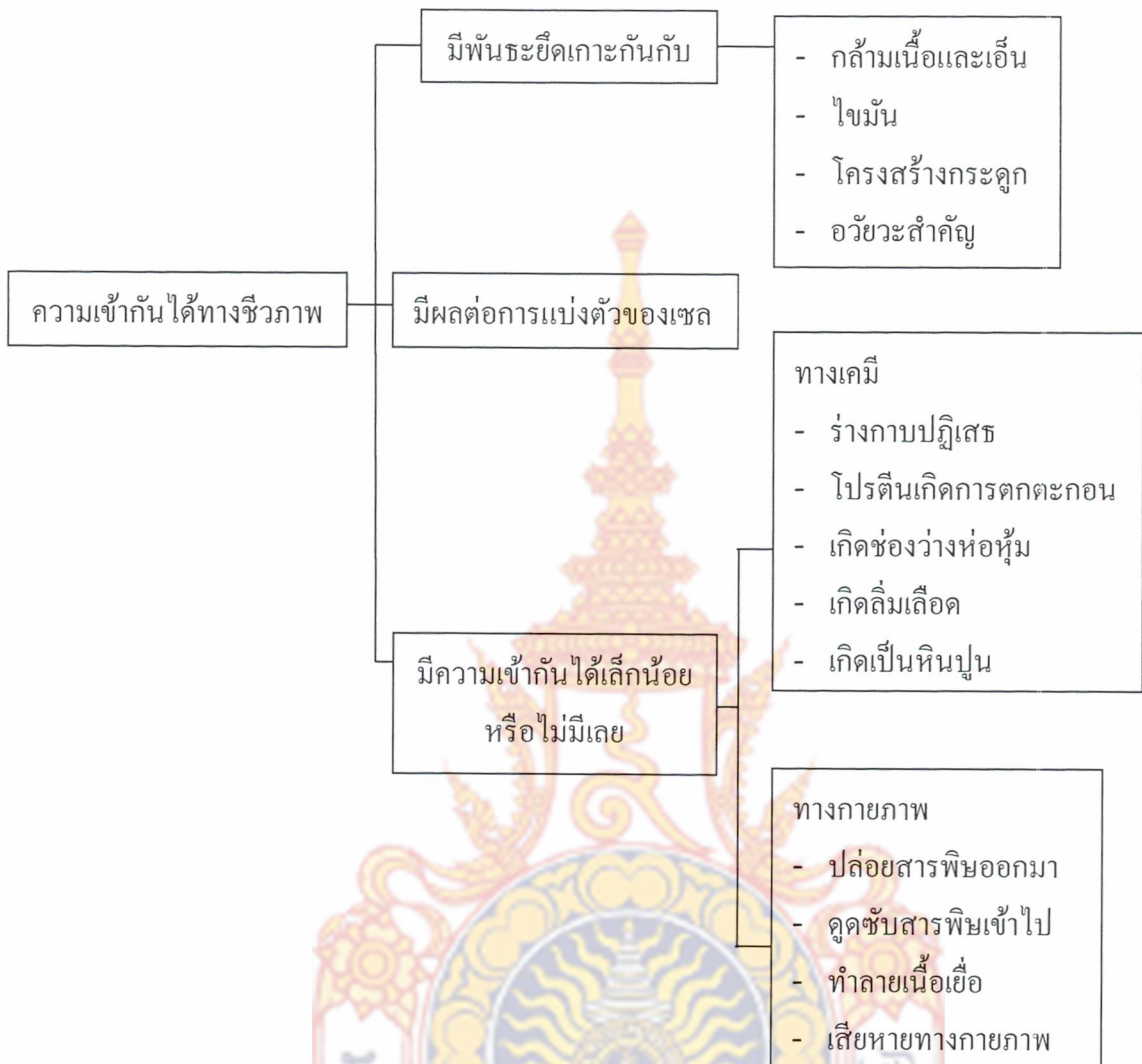 มีพันธะยึดเกาะกันกับ
- กล้ามเนื้อและเอ็น
- ไขมัน
- โครงสร้างกระดูก
- อวัยวะสำคัญ
ความเข้ากันได้ทางชีวภาพ
มีผลต่อการแบ่งตัวของเซล
ทางเคมี
- ร่างกาบปฏิเสธ
- โปรตีนเกิดการตกตะกอน
- เกิดช่องว่างห่อหุ้ม
- เกิดลิ่มเลือด
- เกิดเป็นหินปูน
มีความเข้ากันได้เล็กน้อย
หรือไม่มีเลย
ทางกายภาพ
- ปล่อยสารพิษออกมา
- ดูดซับสารพิษเข้าไป
- ทำลายเนื้อเยื่อ
- เสียหายทางกายภาพ